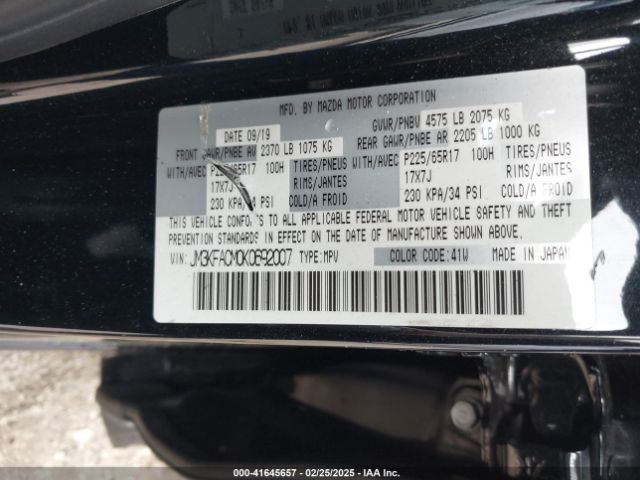 MFD. BY MAZDA MOTOR CORPORATION
DATE 09/19 GVWR/PNBV 4575 LB 2075 KG
FRONT GAWR/PNBE AV 2370 LB 1075 KG REAR GAWR/PNBE AR 2205 LB 1000 KG
WITH/AVEC P225/65R17 100H TIRES/PNEUS WITH/AVEC P225/65R17 100H TIRES/PNEUS
17X7J RIMS/JANTES 17X7J RIMS/JANTES
230 KPA/34 PSI COLD/A FROID 230 KPA/34 PSI COLD/A FROID
THIS VEHICLE CONFORMS TO ALL APPLICABLE FEDERAL MOTOR VEHICLE SAFETY AND THEFT
PREVENTION STANDARDS IN EFFECT ON THE DATE OF MANUFACTURE SHOWN ABOVE.
VIN: JM3KFACM0K0692007 TYPE:MPV COLOR CODE:41W MADE IN JAPAN
000-41645657 - 02/25/2025 - IAA Inc.